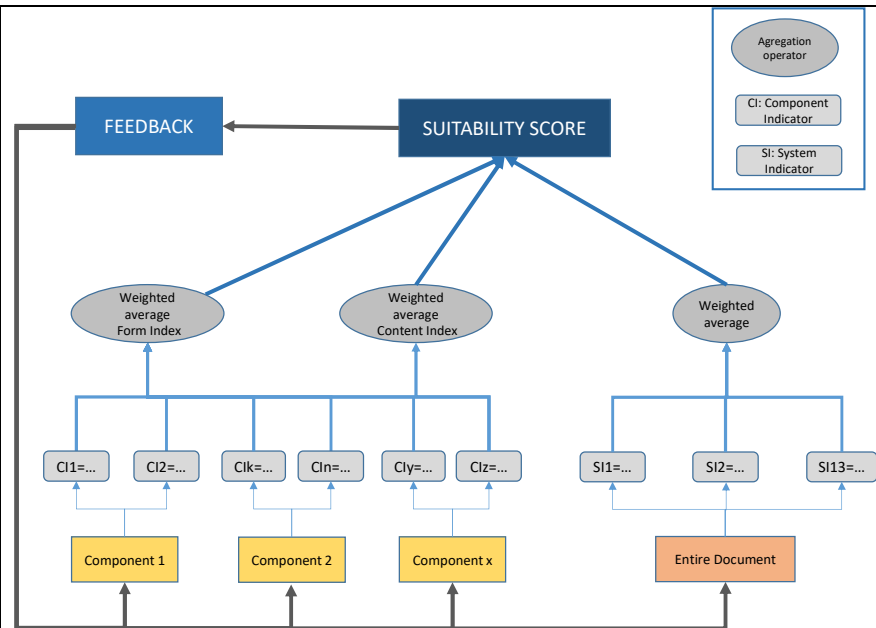 Agregation
operator
CI: Component
Indicator
SI: System
Indicator
FEEDBACK
SUITABILITY SCORE
Weighted
average
Form Index
Weighted
average
Content Index
Weighted
average
CI1=...
CI2=...
CIk=...
CIn=...
CIy=...
CIz=...
SI1=...
SI2=...
SI13=...
Component 1
Component 2
Component x
Entire Document